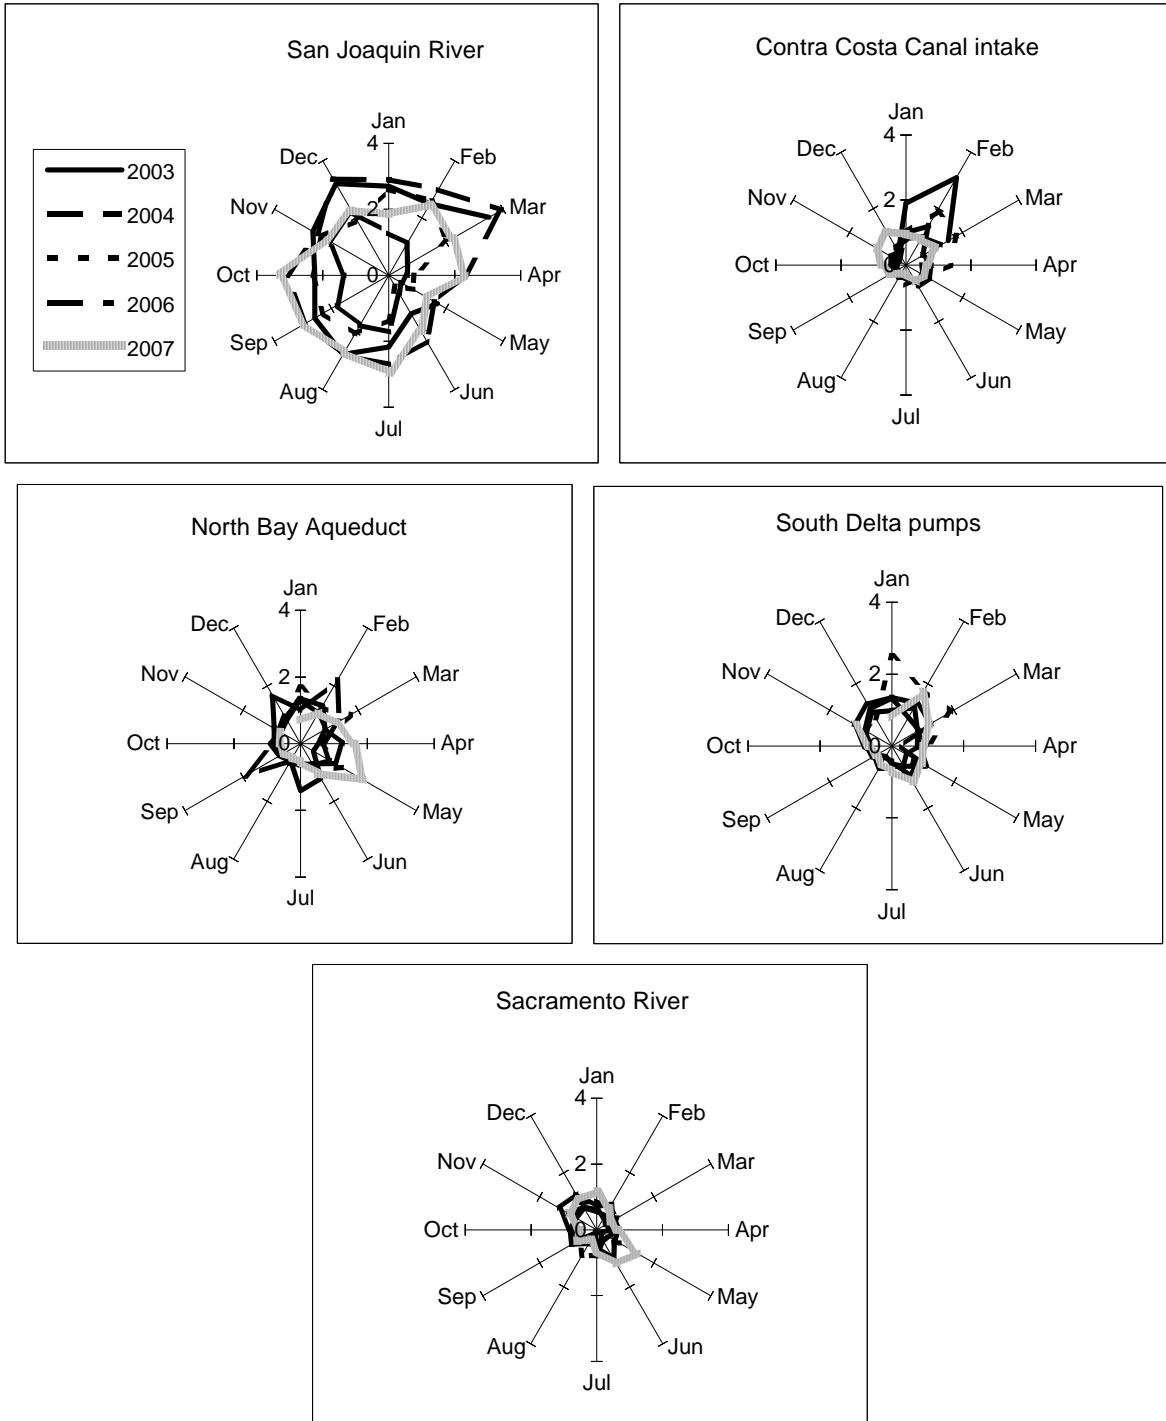 San Joaquin River
2003
2004
2005
2006
2007
Jan
Feb
Mar
Apr
May
Jun
Jul
Aug
Sep
Oct
Nov
Dec
4
2
0
Contra Costa Canal intake
Jan
Feb
Mar
Apr
May
Jun
Jul
Aug
Sep
Oct
Nov
Dec
4
2
0
North Bay Aqueduct
Jan
Feb
Mar
Apr
May
Jun
Jul
Aug
Sep
Oct
Nov
Dec
4
2
0
South Delta pumps
Jan
Feb
Mar
Apr
May
Jun
Jul
Aug
Sep
Oct
Nov
Dec
4
2
0
Sacramento River
Jan
Feb
Mar
Apr
May
Jun
Jul
Aug
Sep
Oct
Nov
Dec
4
2
0